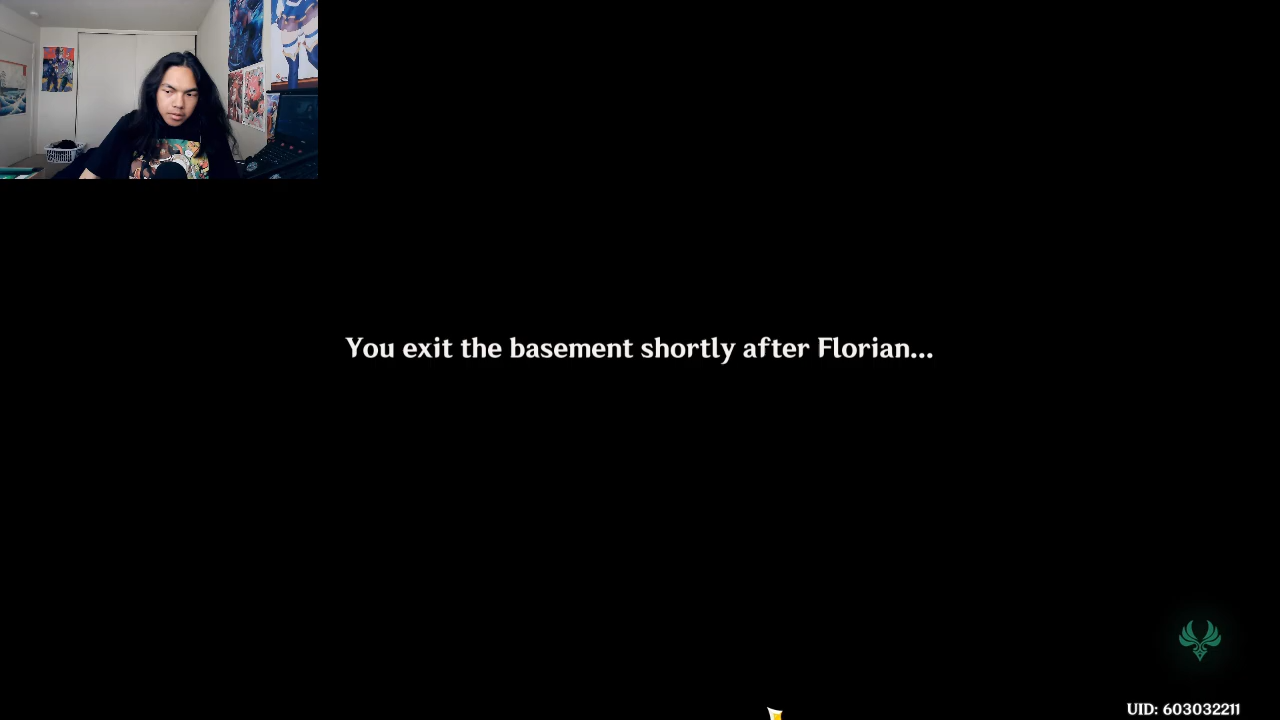 You exit the basement shortly after Florian...
UID: 603032211